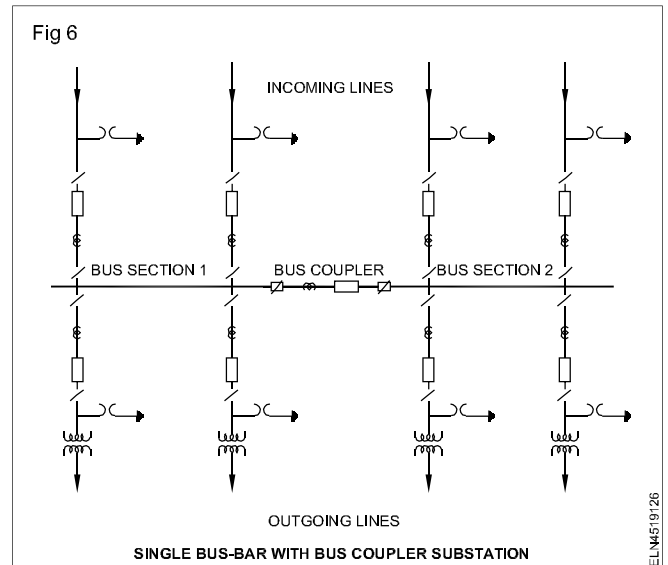 Fig 6
INCOMING LINES
BUS SECTION 1
BUS COUPLER
BUS SECTION 2
OUTGOING LINES
SINGLE BUS-BAR WITH BUS COUPLER SUBSTATION
ELN4519126